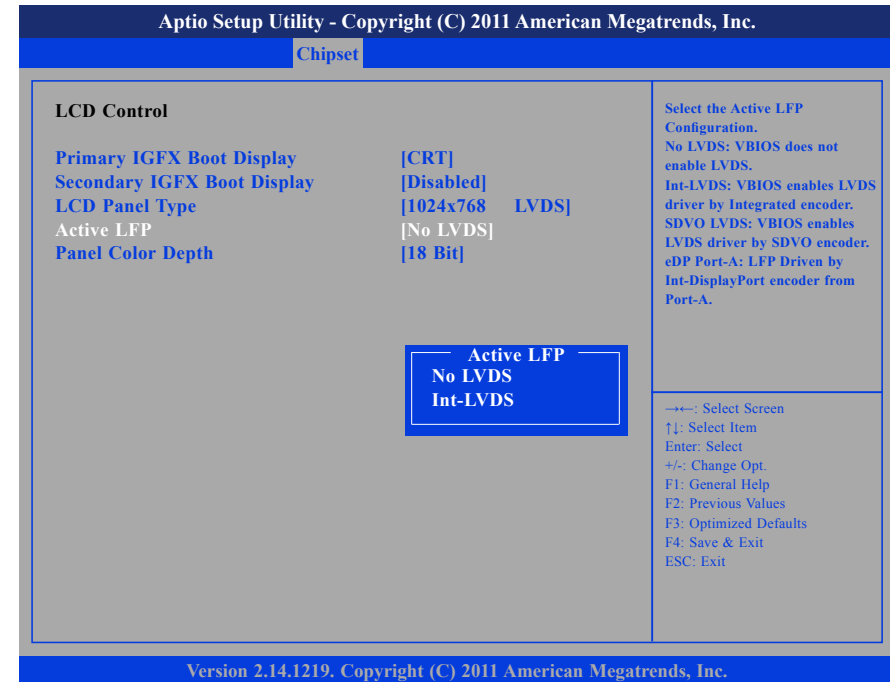 Aptio Setup Utility - Copyright (C) 2011 American Megatrends, Inc.
Chipset
LCD Control
Primary IGFX Boot Display [CRT]
Secondary IGFX Boot Display [Disabled]
LCD Panel Type [1024x768 LVDS]
Active LFP [No LVDS]
Panel Color Depth [18 Bit]
Active LFP
No LVDS
Int-LVDS
Select the Active LFP
Configuration.
No LVDS: VBIOS does not
enable LVDS.
Int-LVDS: VBIOS enables LVDS
driver by Integrated encoder.
SDVO LVDS: VBIOS enables
LVDS driver by SDVO encoder.
eDP Port-A: LFP Driven by
Int-DisplayPort encoder from
Port-A.
→←: Select Screen
↑↓: Select Item
Enter: Select
+/-: Change Opt.
F1: General Help
F2: Previous Values
F3: Optimized Defaults
F4: Save & Exit
ESC: Exit
Version 2.14.1219. Copyright (C) 2011 American Megatrends, Inc.